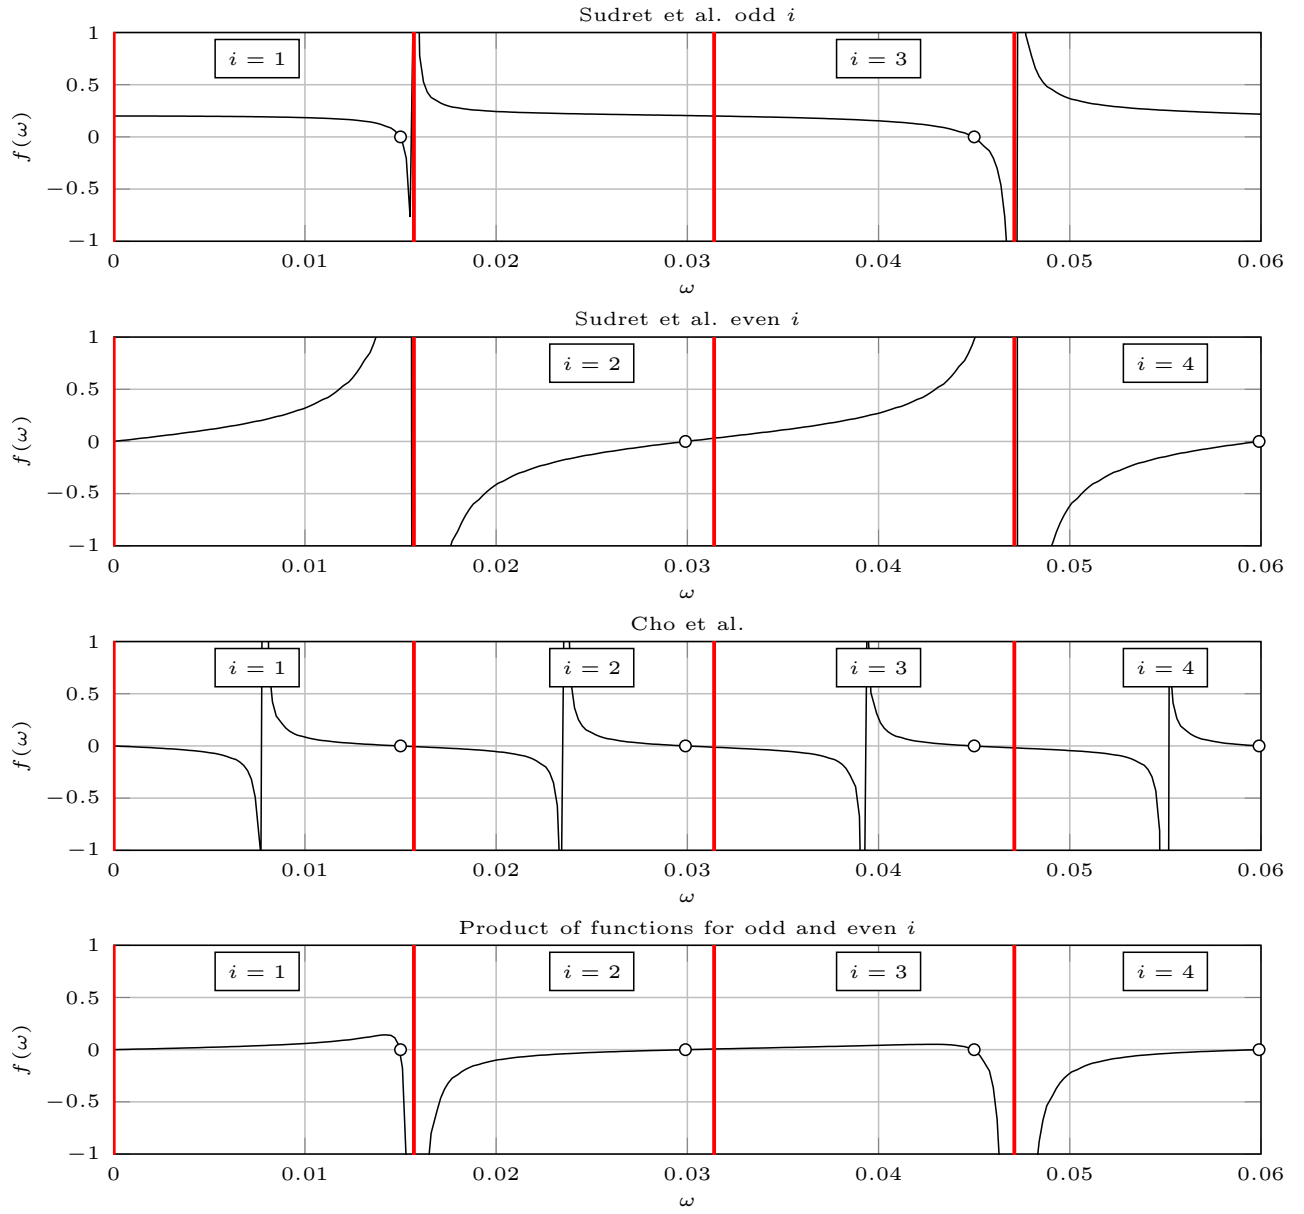 Sudret et al. odd i
1
i = 1
i = 3
0.5
f(ω)
0
−0.5
−1
0 0.01 0.02 0.03 0.04 0.05 0.06
ω
Sudret et al. even i
1
i = 2
i = 4
0.5
f(ω)
0
−0.5
−1
0 0.01 0.02 0.03 0.04 0.05 0.06
ω
Cho et al.
1
i = 1
i = 2
i = 3
i = 4
0.5
f(ω)
0
−0.5
−1
0 0.01 0.02 0.03 0.04 0.05 0.06
ω
Product of functions for odd and even i
1
i = 1
i = 2
i = 3
i = 4
0.5
f(ω)
0
−0.5
−1
0 0.01 0.02 0.03 0.04 0.05 0.06
ω